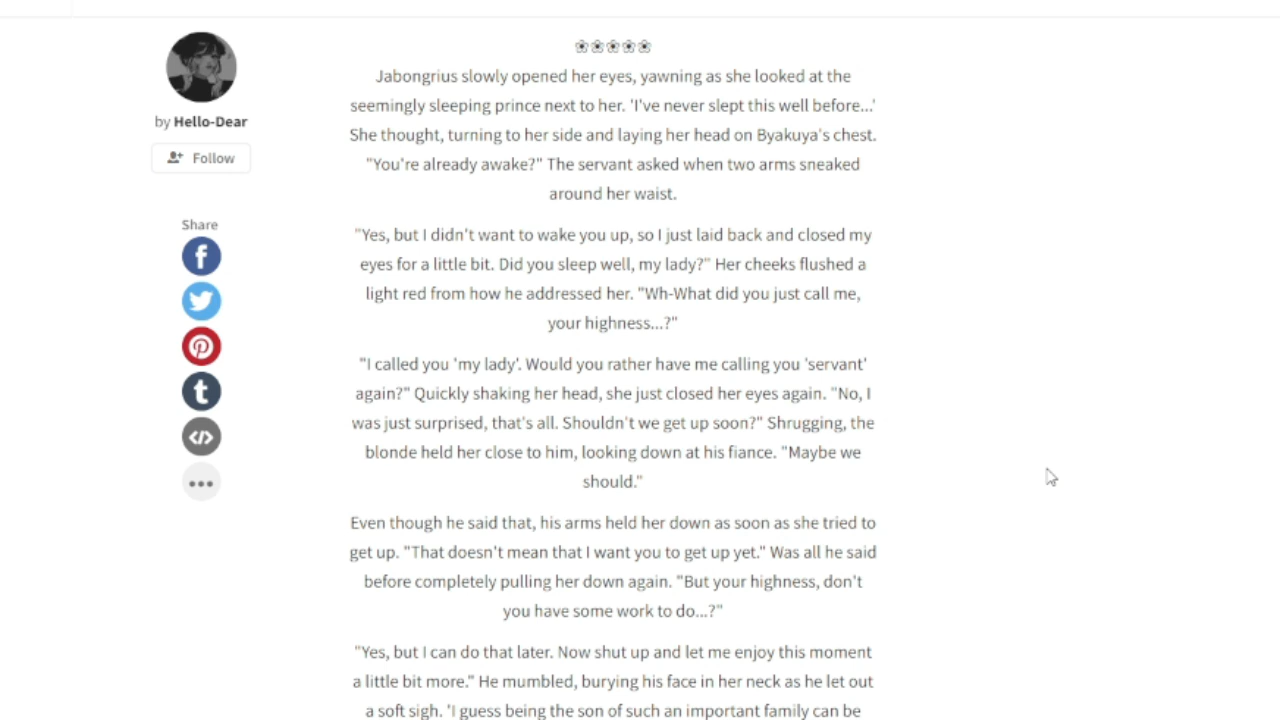 ❀❀❀❀❀
Jabongrius slowly opened her eyes, yawning as she looked at the
seemingly sleeping prince next to her. 'I've never slept this well before...'
She thought, turning to her side and laying her head on Byakuya's chest.
"You're already awake?" The servant asked when two arms sneaked
around her waist.
by Hello-Dear
Follow
Share
"Yes, but I didn't want to wake you up, so I just laid back and closed my
eyes for a little bit. Did you sleep well, my lady?" Her cheeks flushed a
light red from how he addressed her. "Wh-What did you just call me,
your highness...?"
"I called you 'my lady'. Would you rather have me calling you 'servant'
again?" Quickly shaking her head, she just closed her eyes again. "No, I
was just surprised, that's all. Shouldn't we get up soon?" Shrugging, the
blonde held her close to him, looking down at his fiance. "Maybe we
should."
Even though he said that, his arms held her down as soon as she tried to
get up. "That doesn't mean that I want you to get up yet." Was all he said
before completely pulling her down again. "But your highness, don't
you have some work to do...?"
"Yes, but I can do that later. Now shut up and let me enjoy this moment
a little bit more." He mumbled, burying his face in her neck as he let out
a soft sigh. 'I guess being the son of such an important family can be